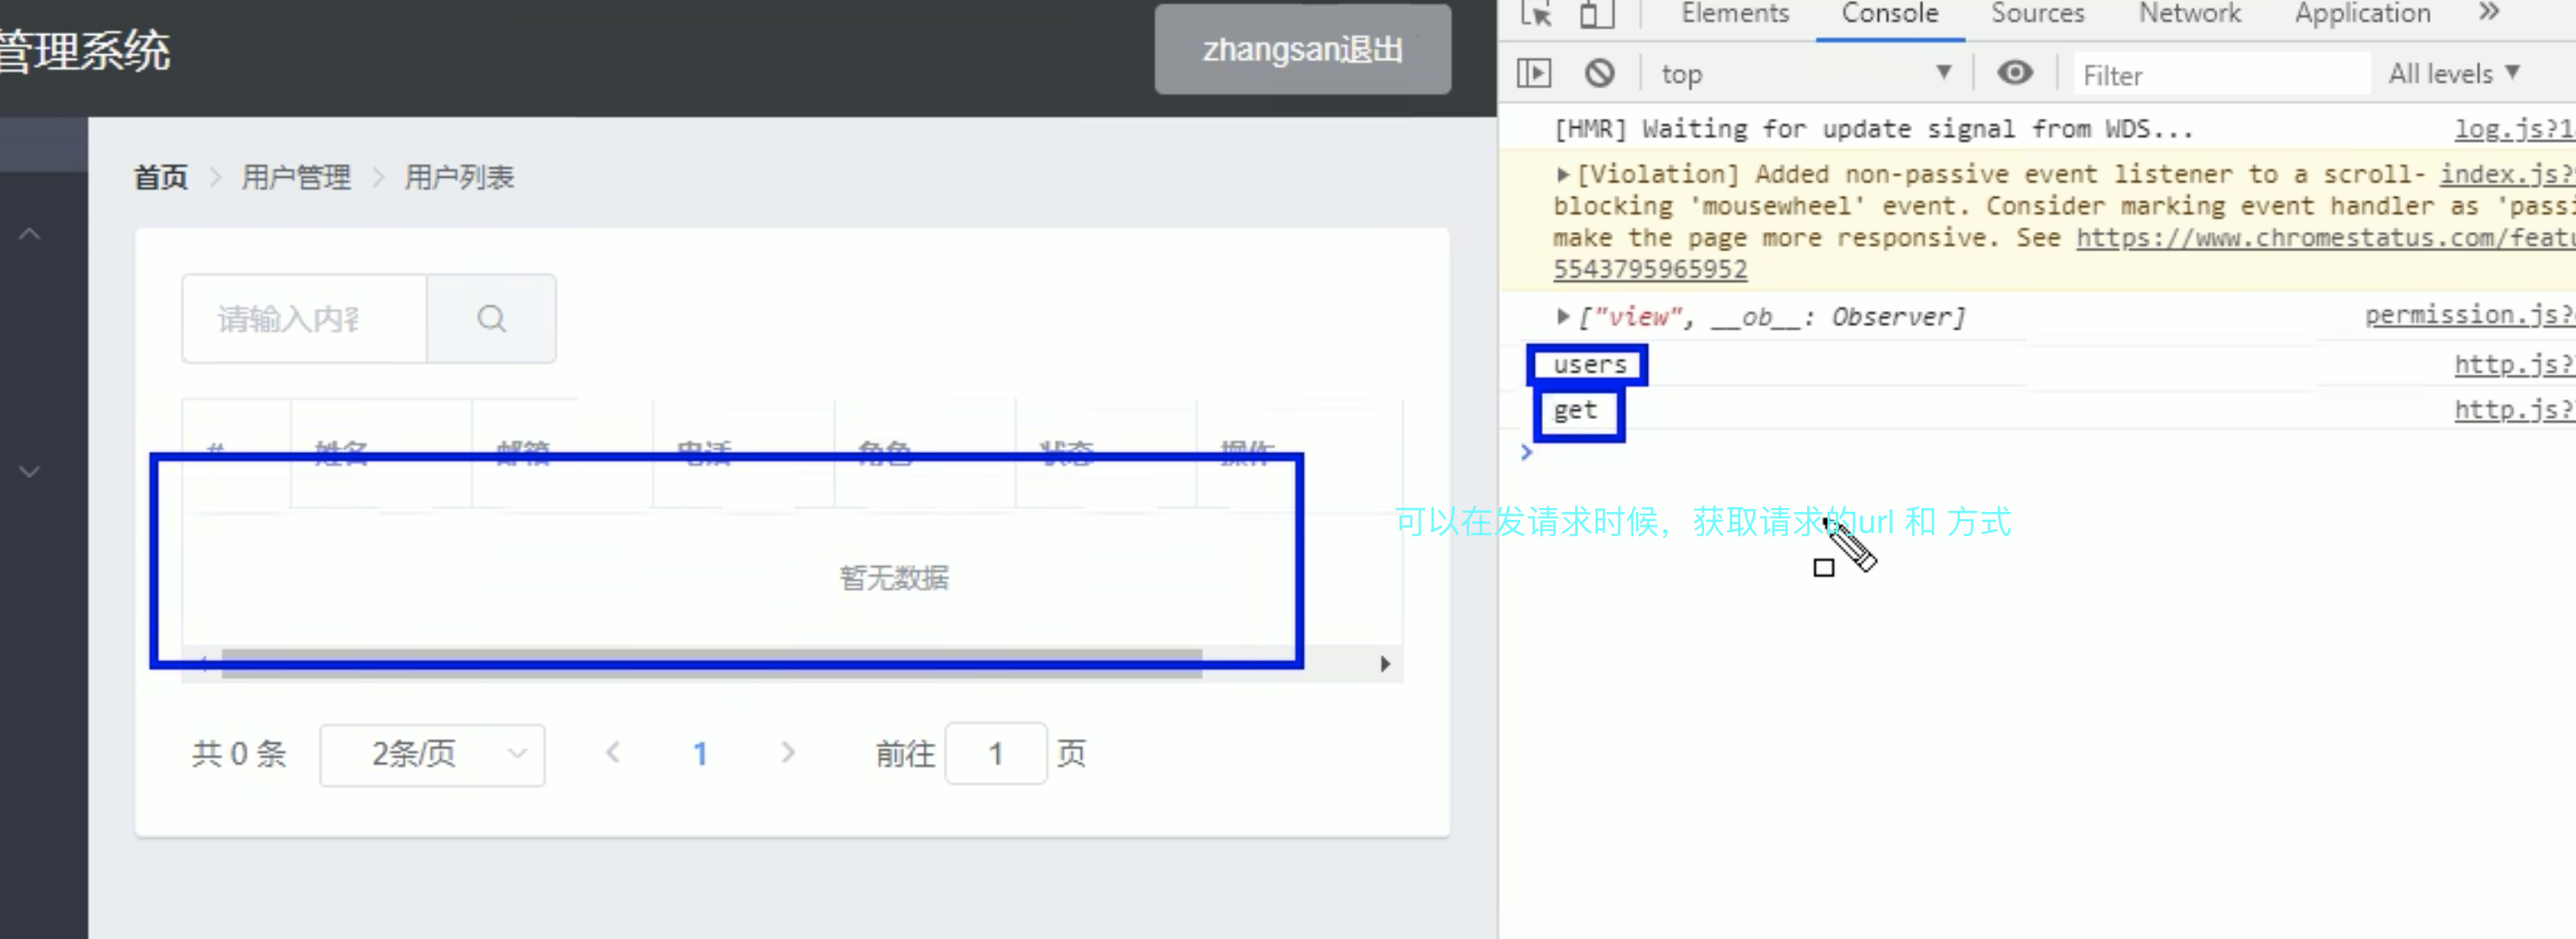 管理系统
zhangsan退出
首页 > 用户管理 > 用户列表
请输入内
# 姓名 邮箱 电话 角色 状态 操作
暂无数据
共 0 条 2条/页 1 前往 1 页
Elements Console Sources Network Application
top Filter All levels
[HMR] Waiting for update signal from WDS... log.js?1
[Violation] Added non-passive event listener to a scroll- index.js?
blocking 'mousewheel' event. Consider marking event handler as 'passi
make the page more responsive. See https://www.chromestatus.com/featu
5543795965952
["view", __ob__: Observer] permission.js?
users http.js?
get http.js?
可以在发请求时候，获取请求的url 和 方式